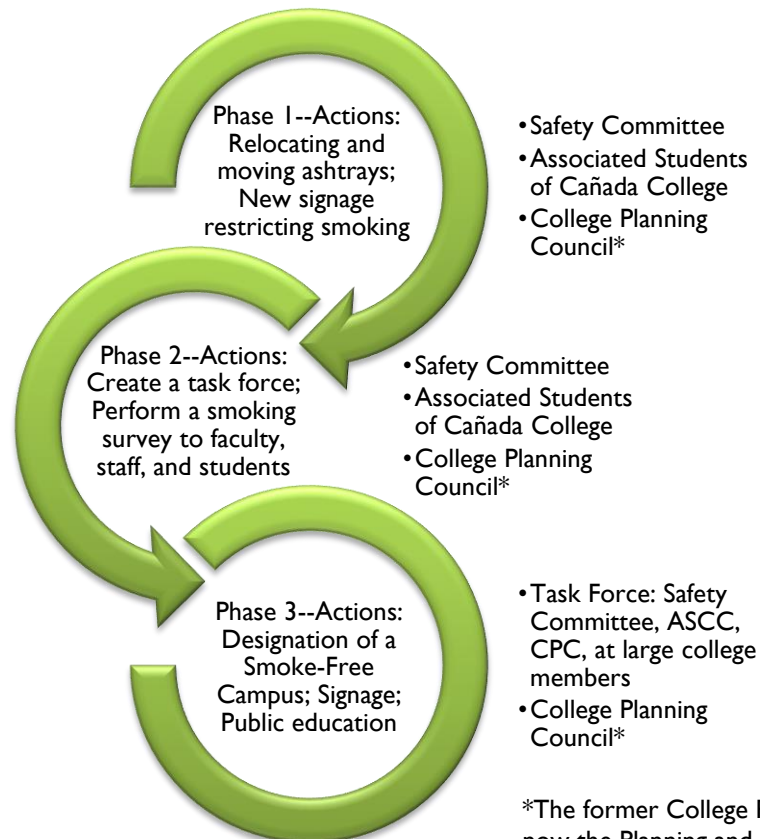 Phase 1--Actions:
Relocating and
moving ashtrays;
New signage
restricting smoking
•Safety Committee
•Associated Students
of Cañada College
•College Planning
Council*
Phase 2--Actions:
Create a task force;
Perform a smoking
survey to faculty,
staff, and students
•Safety Committee
•Associated Students
of Cañada College
•College Planning
Council*
Phase 3--Actions:
Designation of a
Smoke-Free
Campus; Signage;
Public education
•Task Force: Safety
Committee, ASCC,
CPC, at large college
members
•College Planning
Council*
*The former College
now the Planning and